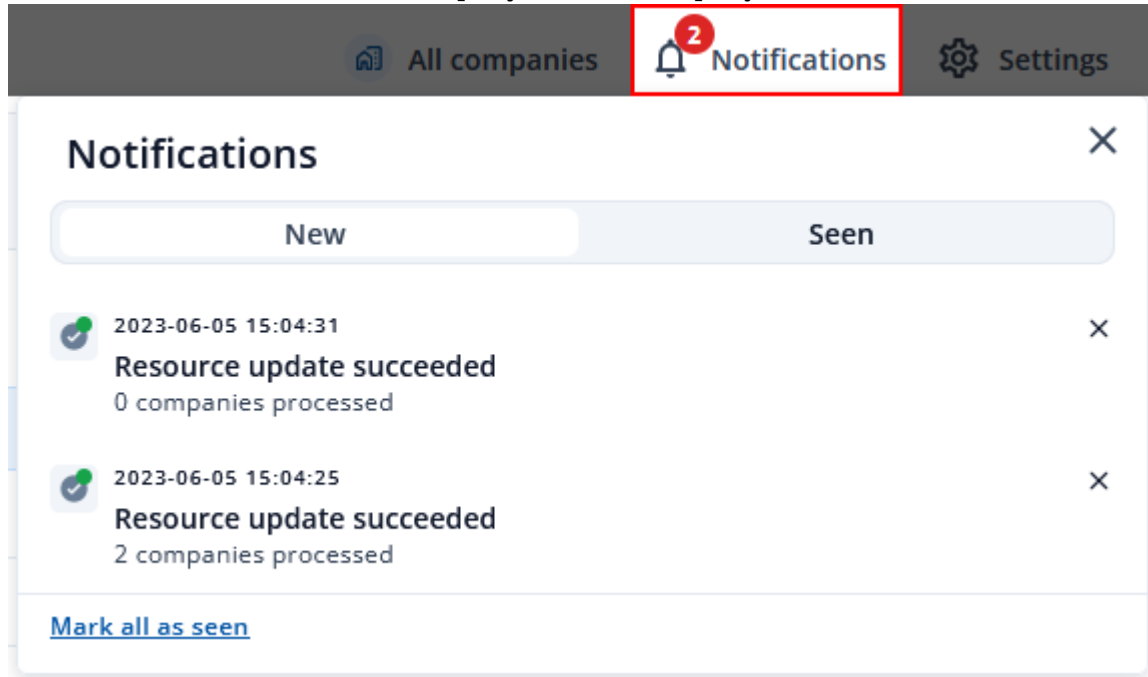 All companies
2
Notifications
Settings
Notifications
New
Seen
2023-06-05 15:04:31
Resource update succeeded
0 companies processed
2023-06-05 15:04:25
Resource update succeeded
2 companies processed
Mark all as seen